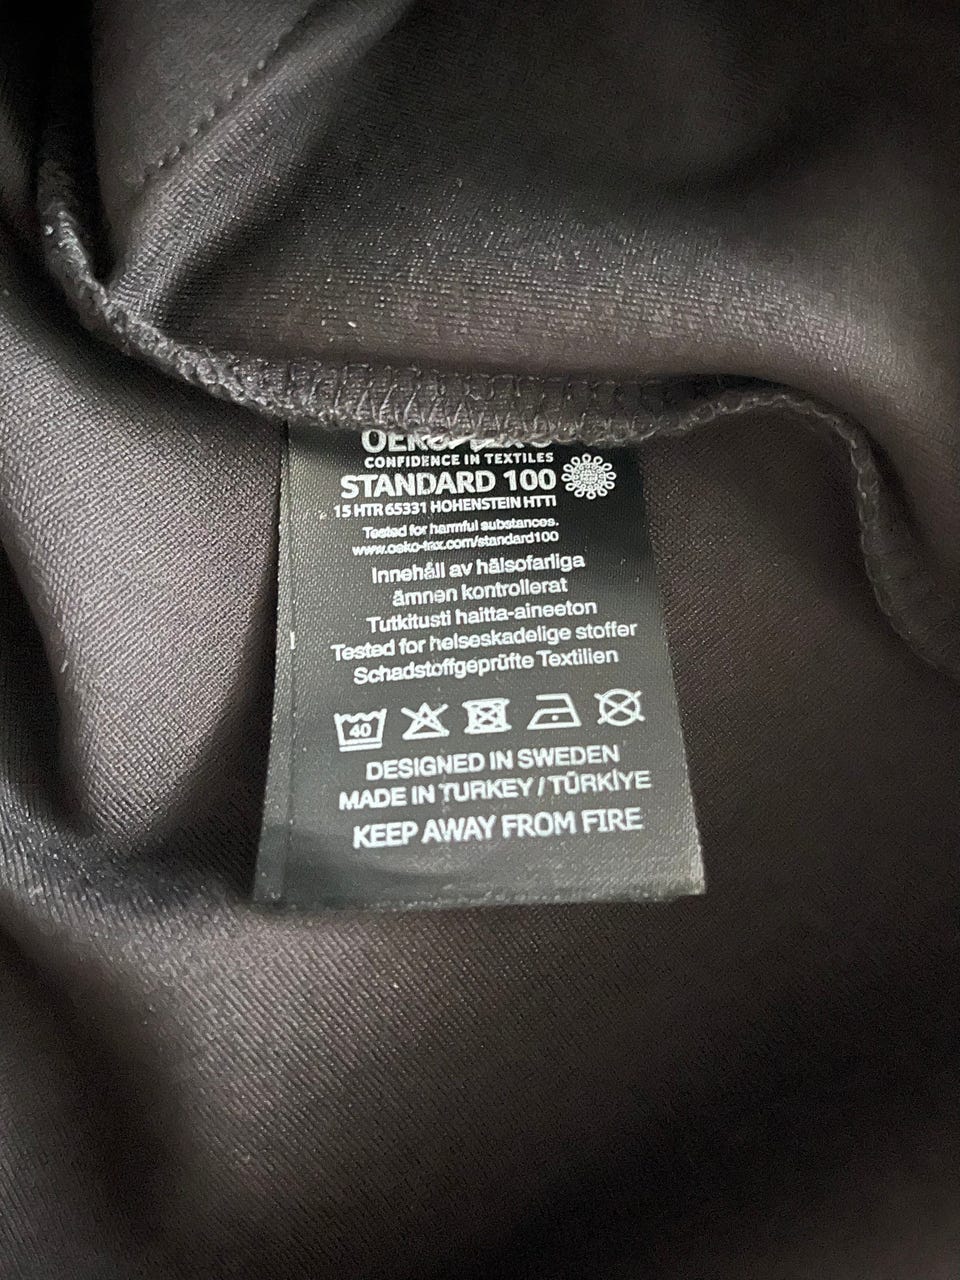 OEKO-TEX®
CONFIDENCE IN TEXTILES
STANDARD 100
15 HTR 65331 HOHENSTEIN HTTI
Tested for harmful substances.
www.oeko-tex.com/standard100
Innehåll av hälsofarliga
ämnen kontrollerat
Tutkitusti haitta-aineeton
Tested for helseskadelige stoffer
Schadstoffgeprüfte Textilien
40
DESIGNED IN SWEDEN
MADE IN TURKEY / TÜRKİYE
KEEP AWAY FROM FIRE